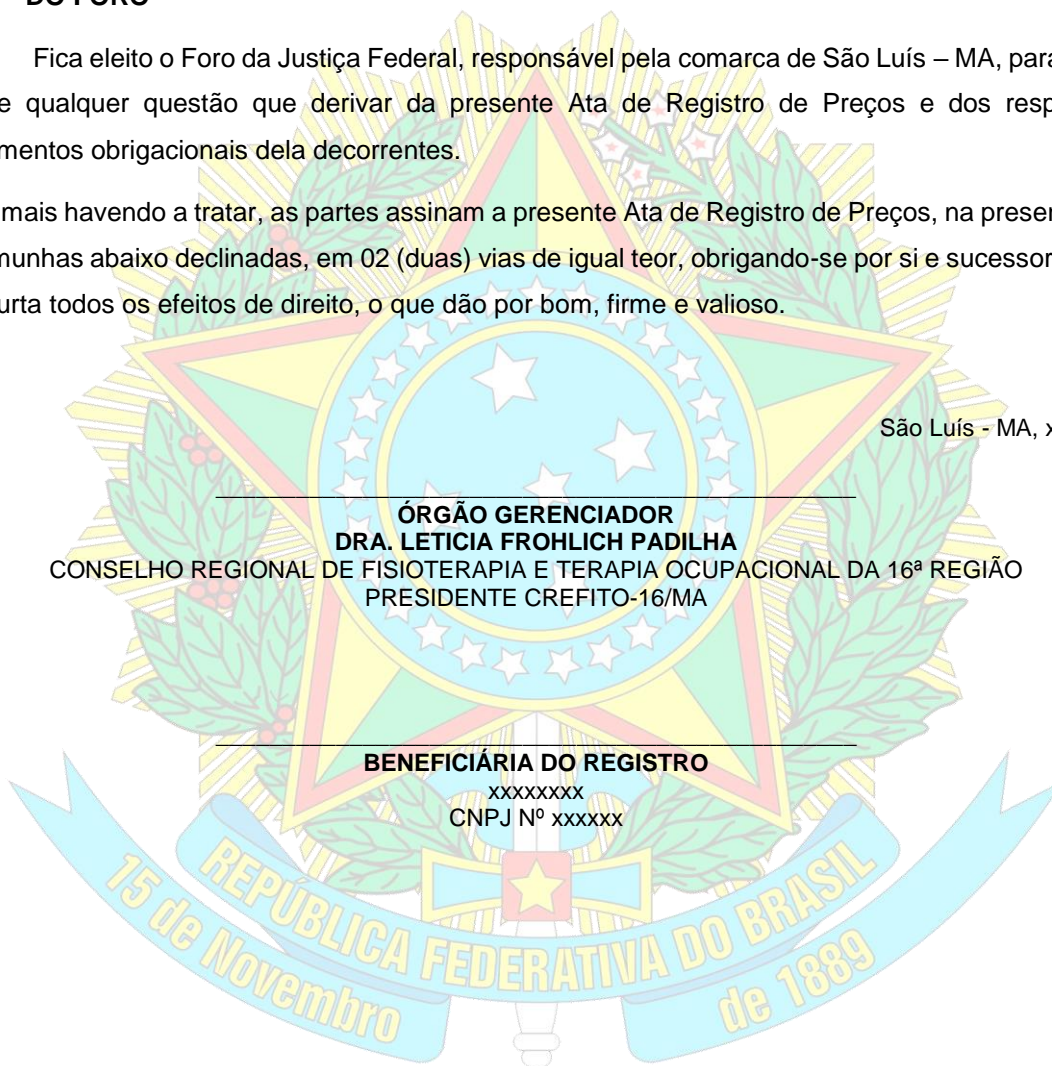 DO FORO
Fica eleito o Foro da Justiça Federal, responsável pela comarca de São Luís – MA, para
e qualquer questão que derivar da presente Ata de Registro de Preços e dos resp
mentos obrigacionais dela decorrentes.
mais havendo a tratar, as partes assinam a presente Ata de Registro de Preços, na presen
munhas abaixo declinadas, em 02 (duas) vias de igual teor, obrigando-se por si e sucessor
urta todos os efeitos de direito, o que dão por bom, firme e valioso.
São Luís - MA, x
ÓRGÃO GERENCIADOR
DRA. LETICIA FROHLICH PADILHA
CONSELHO REGIONAL DE FISIOTERAPIA E TERAPIA OCUPACIONAL DA 16ª REGIÃO
PRESIDENTE CREFITO-16/MA
BENEFICIÁRIA DO REGISTRO
xxxxxxxx
CNPJ Nº xxxxxx
REPÚBLICA FEDERATIVA DO BRASIL
15 de Novembro de 1889